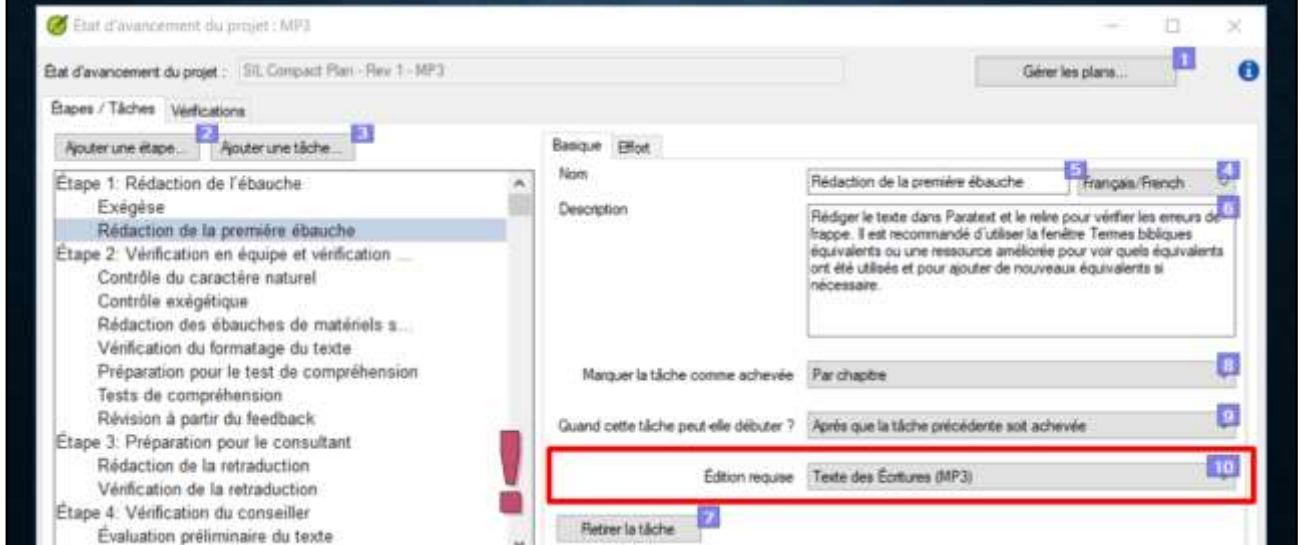 État d'avancement du projet : MP3
État d'avancement du projet : SIL Compact Plan - Rev 1 - MP3
Gérer les plans...
1
Étapes / Tâches
Vérifications
Ajouter une étape...
2
Ajouter une tâche...
3
Basique
Effort
Étape 1: Rédaction de l'ébauche
Exégèse
Rédaction de la première ébauche
Étape 2: Vérification en équipe et vérification ...
Contrôle du caractère naturel
Contrôle exégétique
Rédaction des ébauches de matériels s...
Vérification du formatage du texte
Préparation pour le test de compréhension
Tests de compréhension
Révision à partir du feedback
Étape 3: Préparation pour le consultant
Rédaction de la retraduction
Vérification de la retraduction
Étape 4: Vérification du conseiller
Évaluation préliminaire du texte
!
Nom
Rédaction de la première ébauche
5
Français/French
4
Description
6
Rédiger le texte dans Paratext et le relire pour vérifier les erreurs de
frappe. Il est recommandé d'utiliser la fenêtre Termes bibliques
équivalents ou une ressource améliorée pour voir quels équivalents
ont été utilisés et pour ajouter de nouveaux équivalents si
nécessaire.
Marquer la tâche comme achevée
Par chapitre
8
Quand cette tâche peut-elle débuter ?
Après que la tâche précédente soit achevée
9
Édition requise
Texte des Écritures (MP3)
10
Retirer la tâche
7